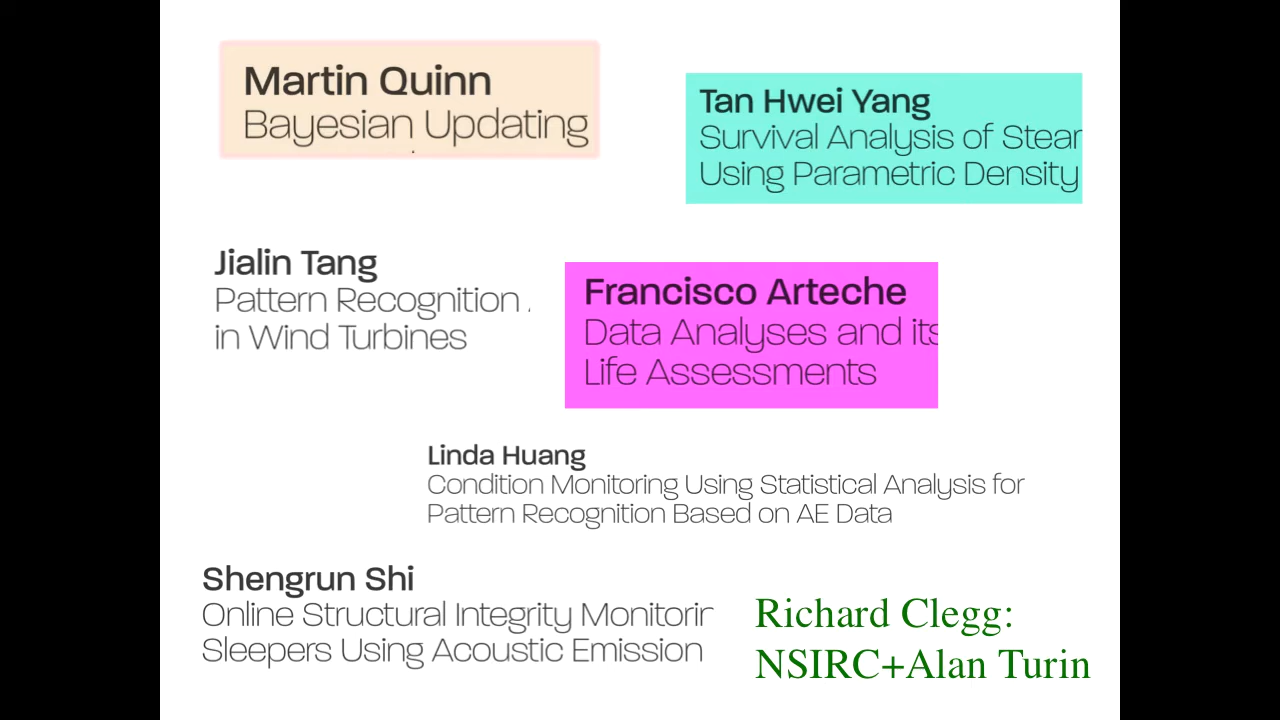 Martin Quinn
Bayesian Updating
Tan Hwei Yang
Survival Analysis of Stear
Using Parametric Density
Jialin Tang
Pattern Recognition
in Wind Turbines
Francisco Arteche
Data Analyses and its
Life Assessments
Linda Huang
Condition Monitoring Using Statistical Analysis for
Pattern Recognition Based on AE Data
Shengrun Shi
Online Structural Integrity Monitorin
Sleepers Using Acoustic Emission
Richard Clegg:
NSIRC+Alan Turin